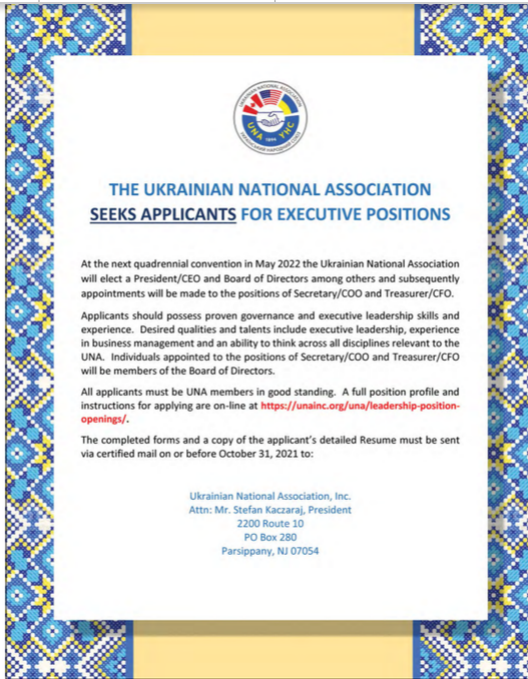 UKRAINIAN NATIONAL ASSOCIATION
UNA 1894 УНС
THE UKRAINIAN NATIONAL ASSOCIATION
SEEKS APPLICANTS FOR EXECUTIVE POSITIONS
At the next quadrennial convention in May 2022 the Ukrainian National Association
will elect a President/CEO and Board of Directors among others and subsequently
appointments will be made to the positions of Secretary/COO and Treasurer/CFO.
Applicants should possess proven governance and executive leadership skills and
experience. Desired qualities and talents include executive leadership, experience
in business management and an ability to think across all disciplines relevant to the
UNA. Individuals appointed to the positions of Secretary/COO and Treasurer/CFO
will be members of the Board of Directors.
All applicants must be UNA members in good standing. A full position profile and
instructions for applying are on-line at https://unainc.org/una/leadership-position-
openings/.
The completed forms and a copy of the applicant's detailed Resume must be sent
via certified mail on or before October 31, 2021 to:
Ukrainian National Association, Inc.
Attn: Mr. Stefan Kaczaraj, President
2200 Route 10
PO Box 280
Parsippany, NJ 07054